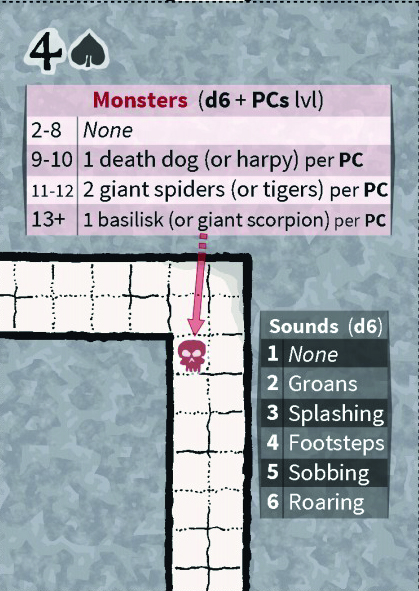 4♠
Monsters (d6 + PCs lvl)
2-8 None
9-10 1 death dog (or harpy) per PC
11-12 2 giant spiders (or tigers) per PC
13+ 1 basilisk (or giant scorpion) per PC
Sounds (d6)
1 None
2 Groans
3 Splashing
4 Footsteps
5 Sobbing
6 Roaring